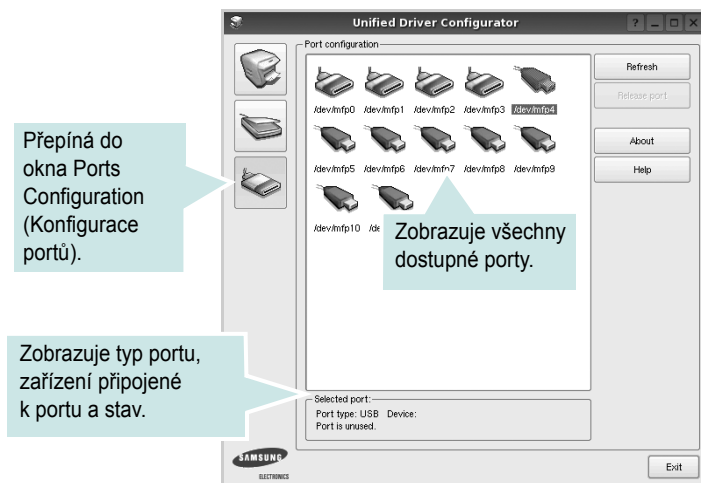 Unified Driver Configurator
Port configuration
/dev/mfp0 /dev/mfp1 /dev/mfp2 /dev/mfp3 /dev/mfp4
/dev/mfp5 /dev/mfp6 /dev/mfp7 /dev/mfp8 /dev/mfp9
/dev/mfp10 /de
Refresh
Release port
About
Help
Přepíná do
okna Ports
Configuration
(Konfigurace
portů).
Zobrazuje všechny
dostupné porty.
Zobrazuje typ portu,
zařízení připojené
k portu a stav.
Selected port:
Port type: USB Device:
Port is unused.
SAMSUNG
ELECTRONICS
Exit